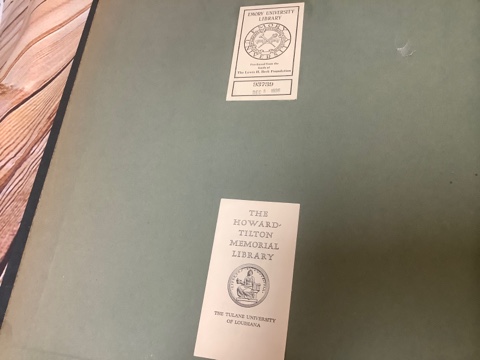 EMORY UNIVERSITY
LIBRARY
Purchased from the
funds of
The Lewis H. Beck Foundation
THE
HOWARD-
TILTON
MEMORIAL
LIBRARY
THE TULANE UNIVERSITY
OF LOUISIANA